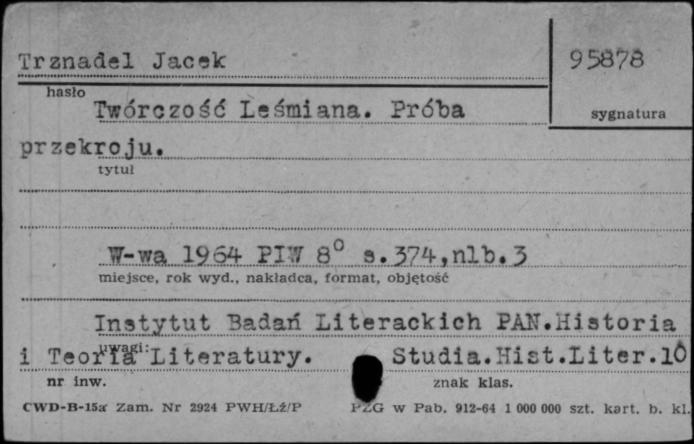 Trznadel Jacek
95878
hasło
Twórczość Leśmiana. Próba
sygnatura
przekroju.
tytuł
W-wa 1964 PIW 8° s.374,nlb.3
miejsce, rok wyd., nakładca, format, objętość
Instytut Badań Literackich PAN.Historia
uwagi:
i Teoria Literatury. Studia.Hist.Liter.10
nr inw. znak klas.
CWD-B-15a Zam. Nr 2924 PWH/Łż/P PZG w Pab. 912-64 1 000 000 szt. kart. b. kl.